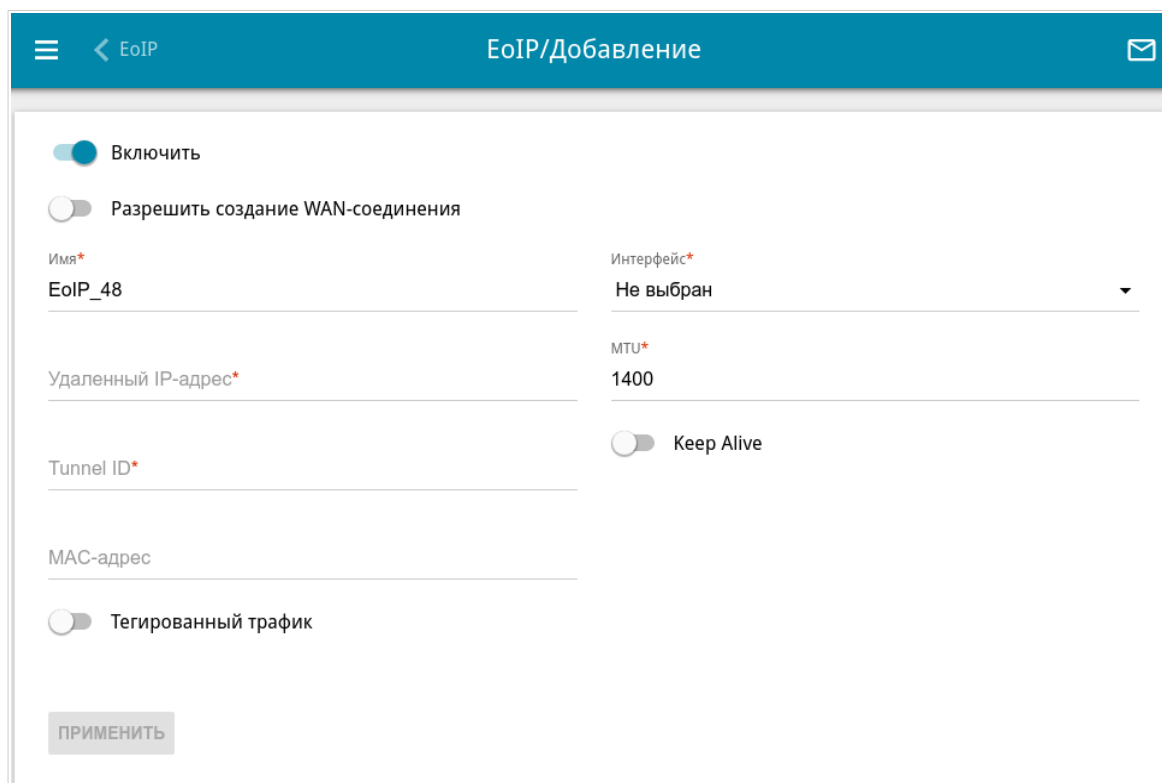 EoIP
EoIP/Добавление
Включить
Разрешить создание WAN-соединения
Имя*
EoIP_48
Интерфейс*
Не выбран
Удаленный IP-адрес*
MTU*
1400
Tunnel ID*
Keep Alive
MAC-адрес
Тегированный трафик
ПРИМЕНИТЬ